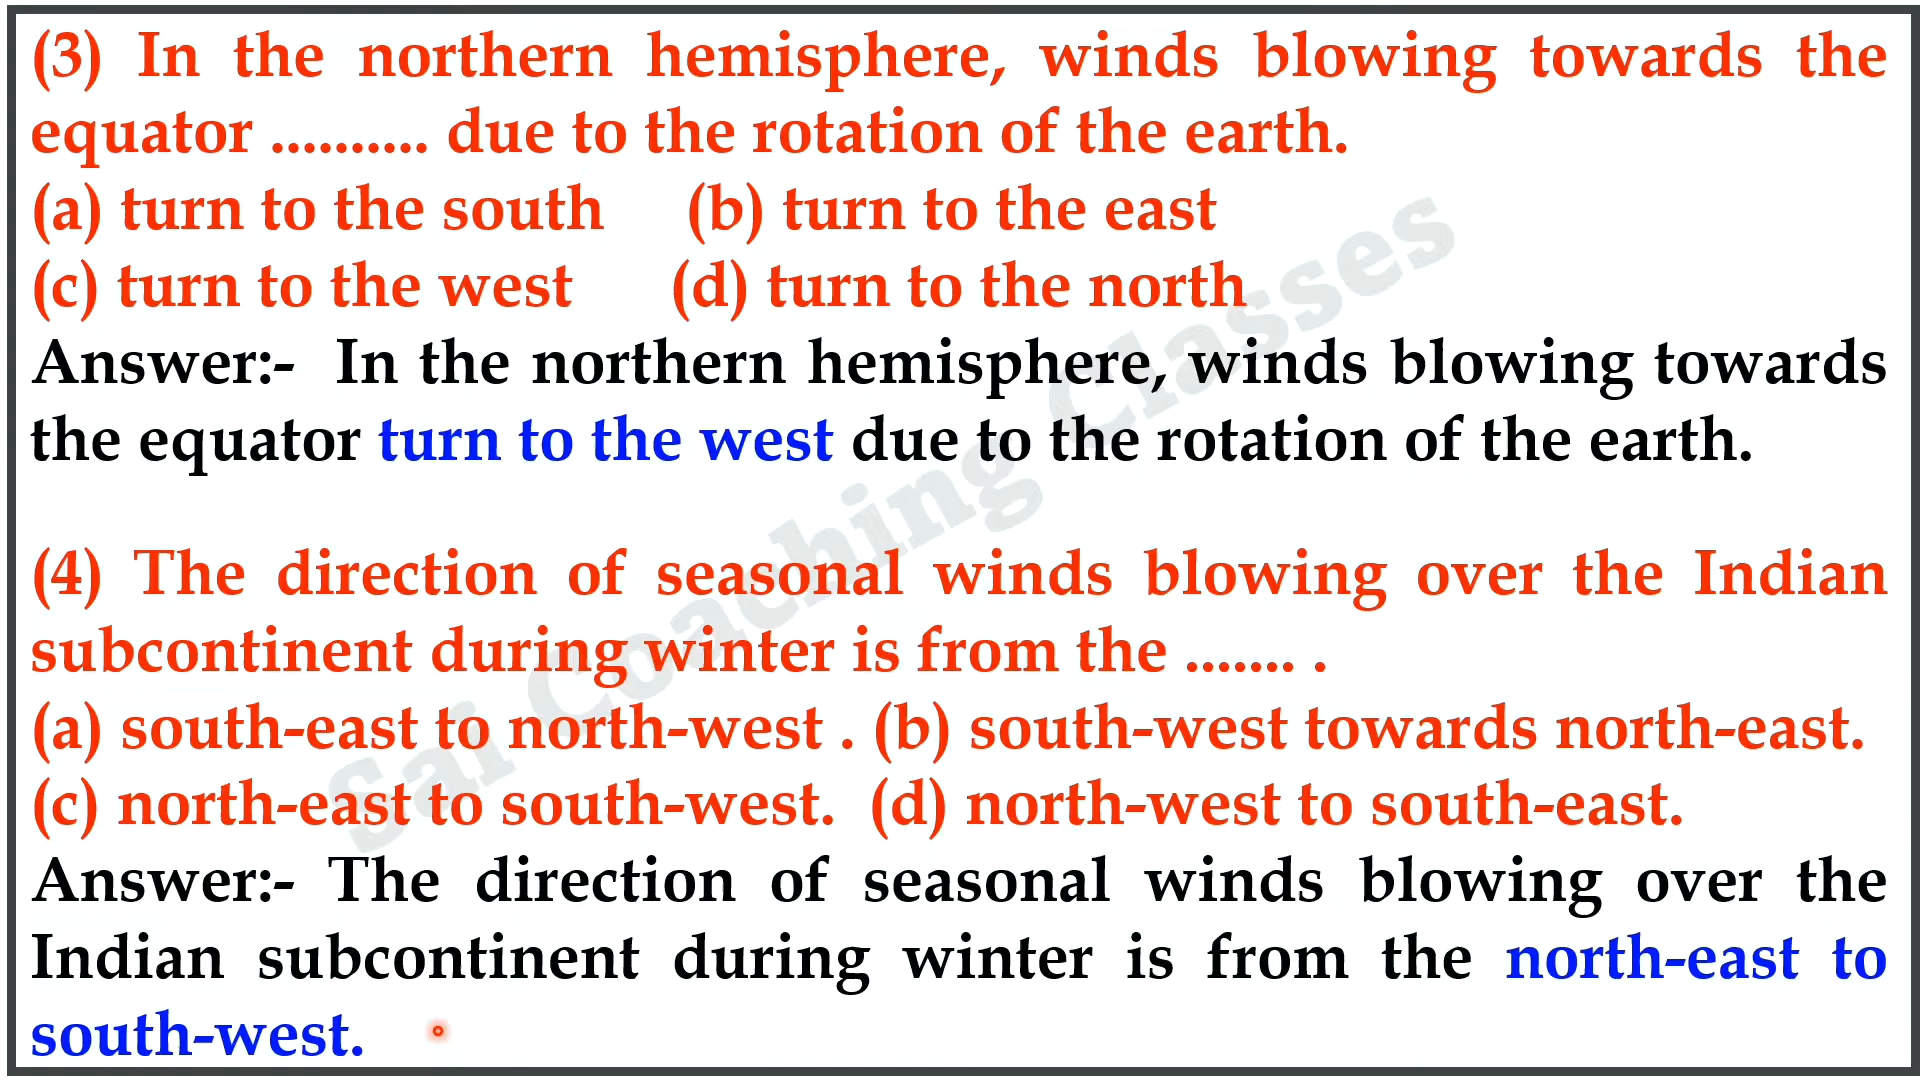 (3) In the northern hemisphere, winds blowing towards the
equator .......... due to the rotation of the earth.
(a) turn to the south (b) turn to the east
(c) turn to the west (d) turn to the north
Answer:- In the northern hemisphere, winds blowing towards
the equator turn to the west due to the rotation of the earth.
(4) The direction of seasonal winds blowing over the Indian
subcontinent during winter is from the ....... .
(a) south-east to north-west . (b) south-west towards north-east.
(c) north-east to south-west. (d) north-west to south-east.
Answer:- The direction of seasonal winds blowing over the
Indian subcontinent during winter is from the north-east to
south-west.
Sai Coaching Classes